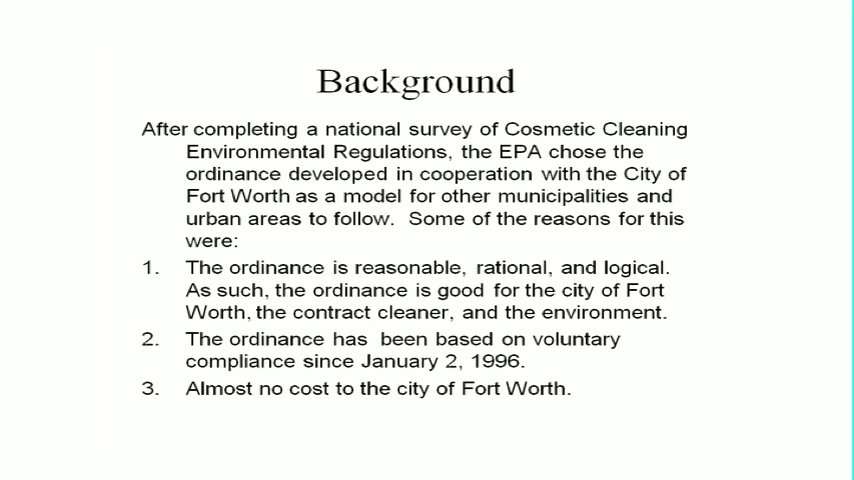 Background
After completing a national survey of Cosmetic Cleaning
Environmental Regulations, the EPA chose the
ordinance developed in cooperation with the City of
Fort Worth as a model for other municipalities and
urban areas to follow.  Some of the reasons for this
were:
1. The ordinance is reasonable, rational, and logical.
As such, the ordinance is good for the city of Fort
Worth, the contract cleaner, and the environment.
2. The ordinance has  been based on voluntary
compliance since January 2, 1996.
3. Almost no cost to the city of Fort Worth.